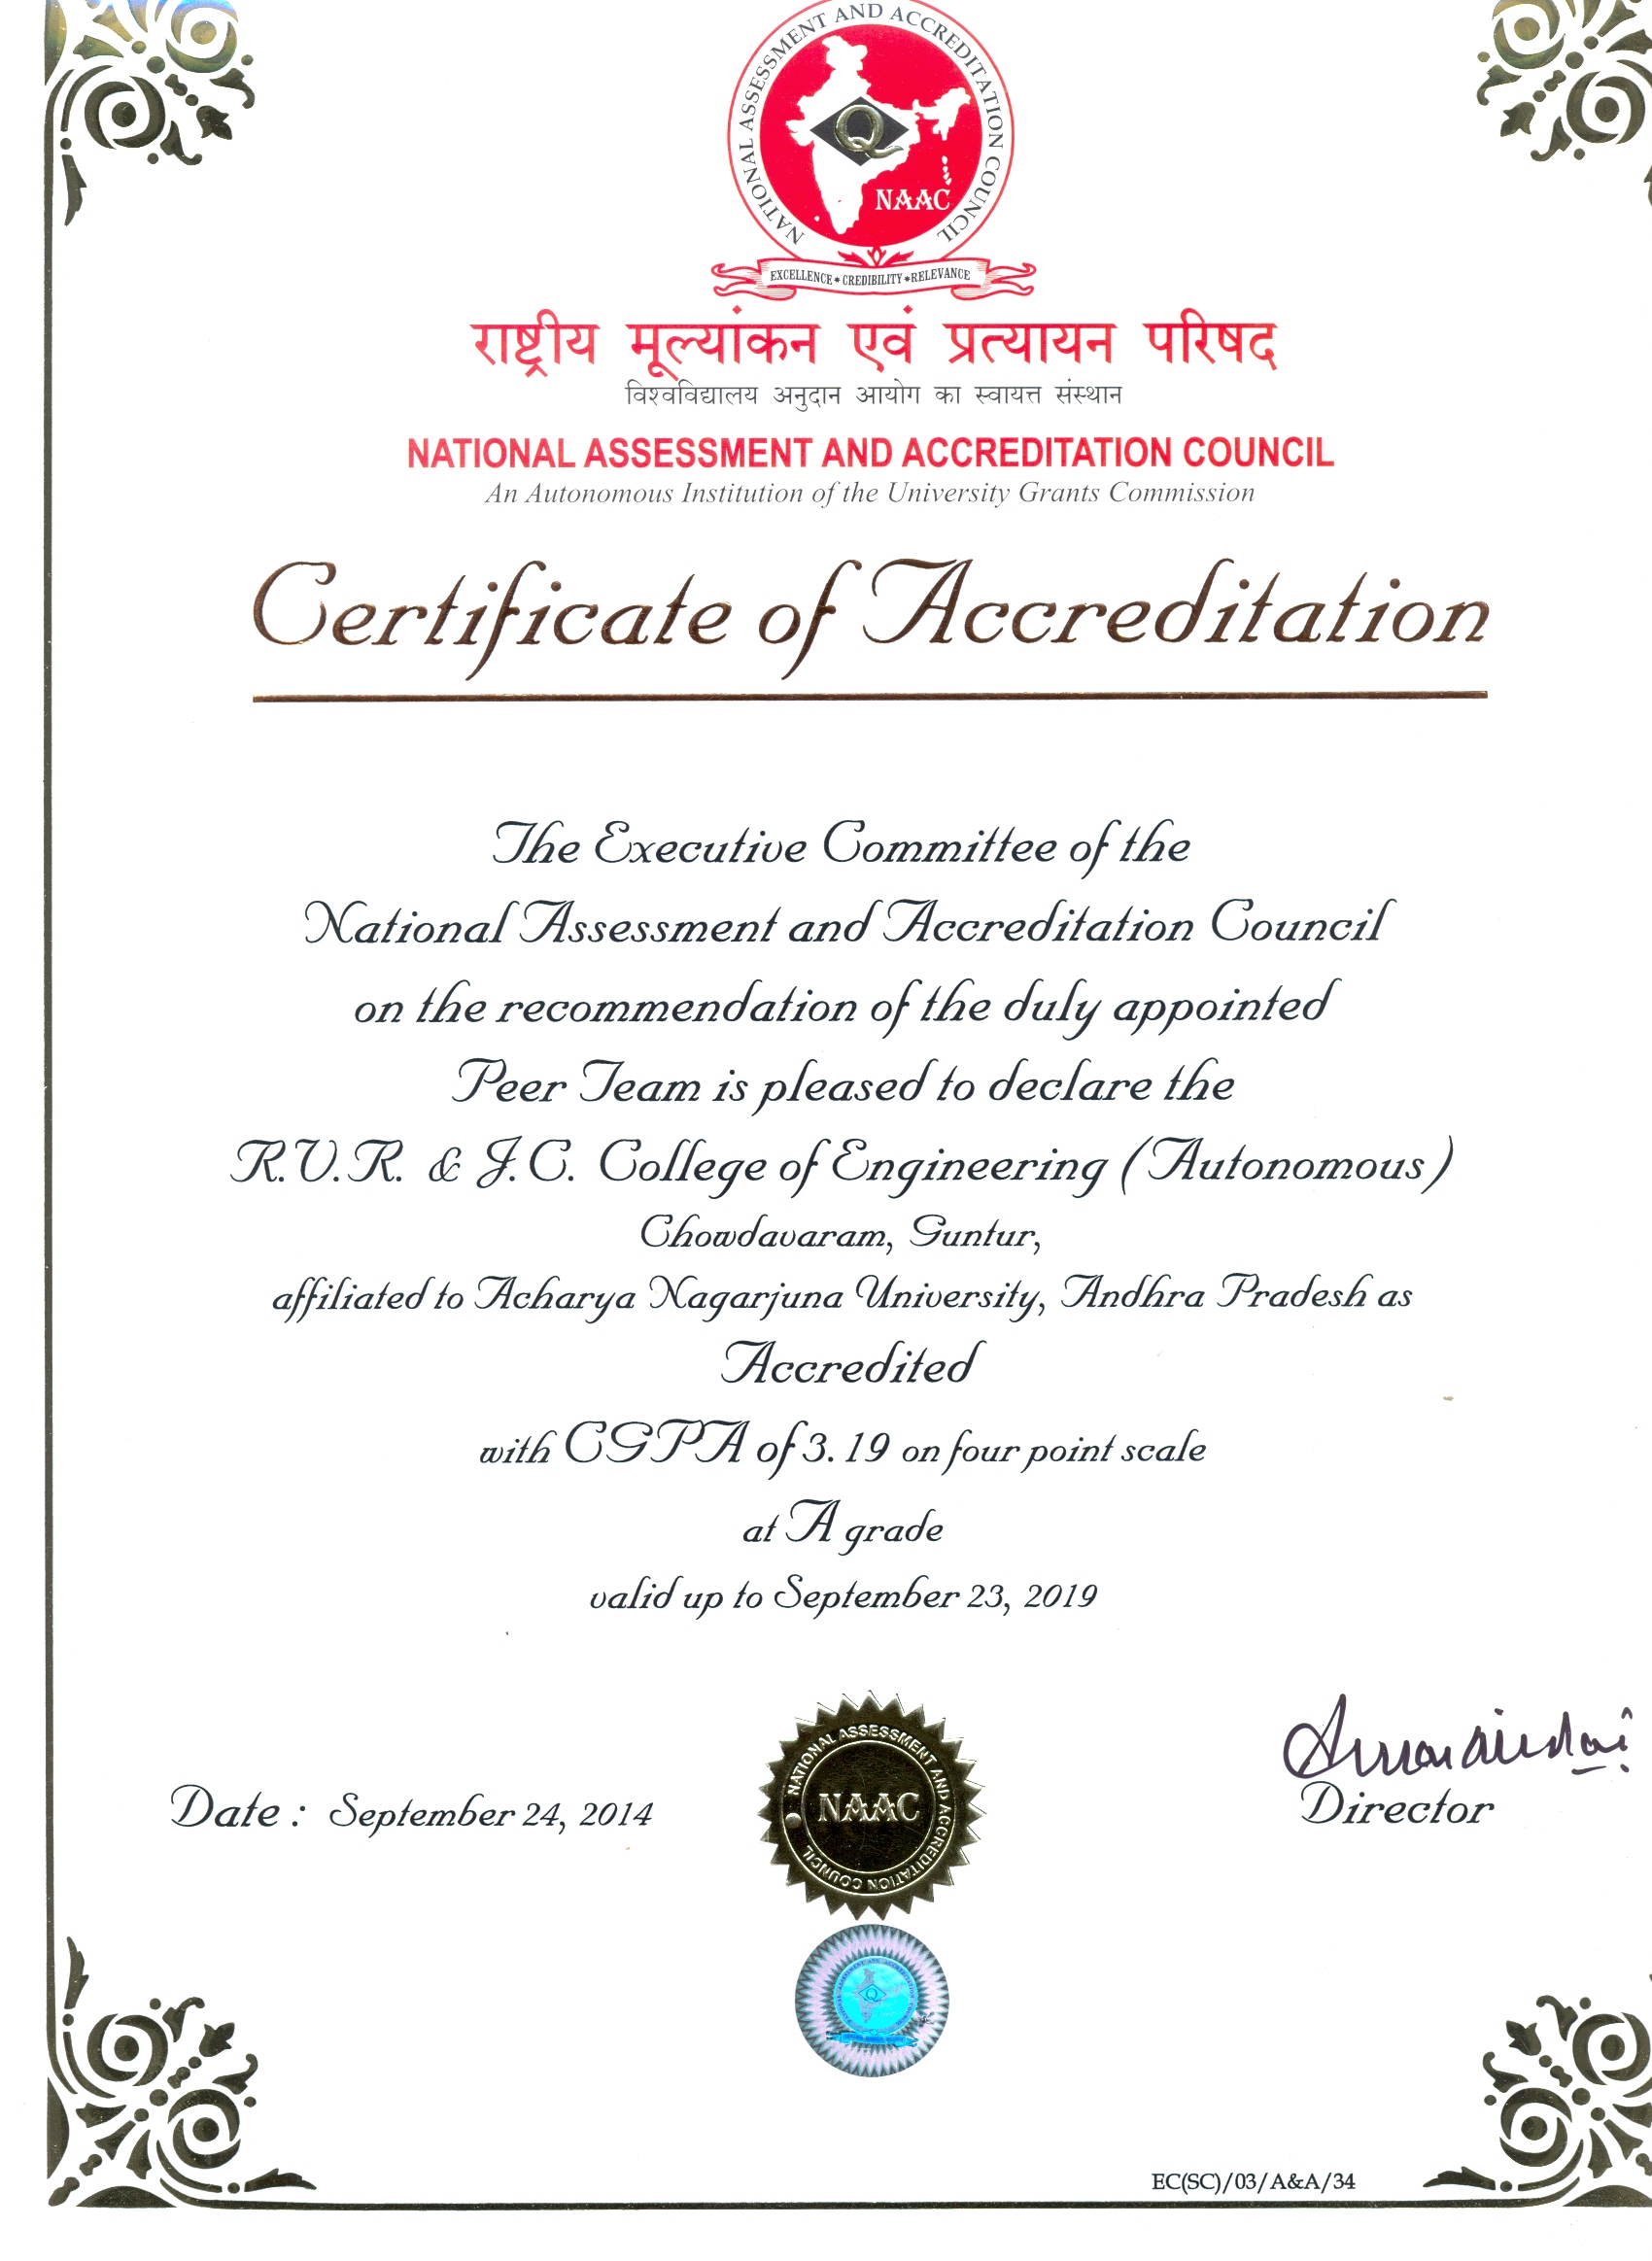 NATIONAL ASSESSMENT AND ACCREDITATION COUNCIL
Q
NAAC
EXCELLENCE * CREDIBILITY * RELEVANCE
राष्ट्रीय मूल्यांकन एवं प्रत्यायन परिषद
विश्वविद्यालय अनुदान आयोग का स्वायत्त संस्थान
NATIONAL ASSESSMENT AND ACCREDITATION COUNCIL
An Autonomous Institution of the University Grants Commission
Certificate of Accreditation
The Executive Committee of the
National Assessment and Accreditation Council
on the recommendation of the duly appointed
Peer Team is pleased to declare the
R.V.R. & J.C. College of Engineering (Autonomous)
Chowdavaram, Guntur,
affiliated to Acharya Nagarjuna University, Andhra Pradesh as
Accredited
with CGPA of 3.19 on four point scale
at A grade
valid up to September 23, 2019
Date : September 24, 2014
NATIONAL ASSESSMENT AND ACCREDITATION COUNCIL
NAAC
Director
Q
EC(SC)/03/A&A/34